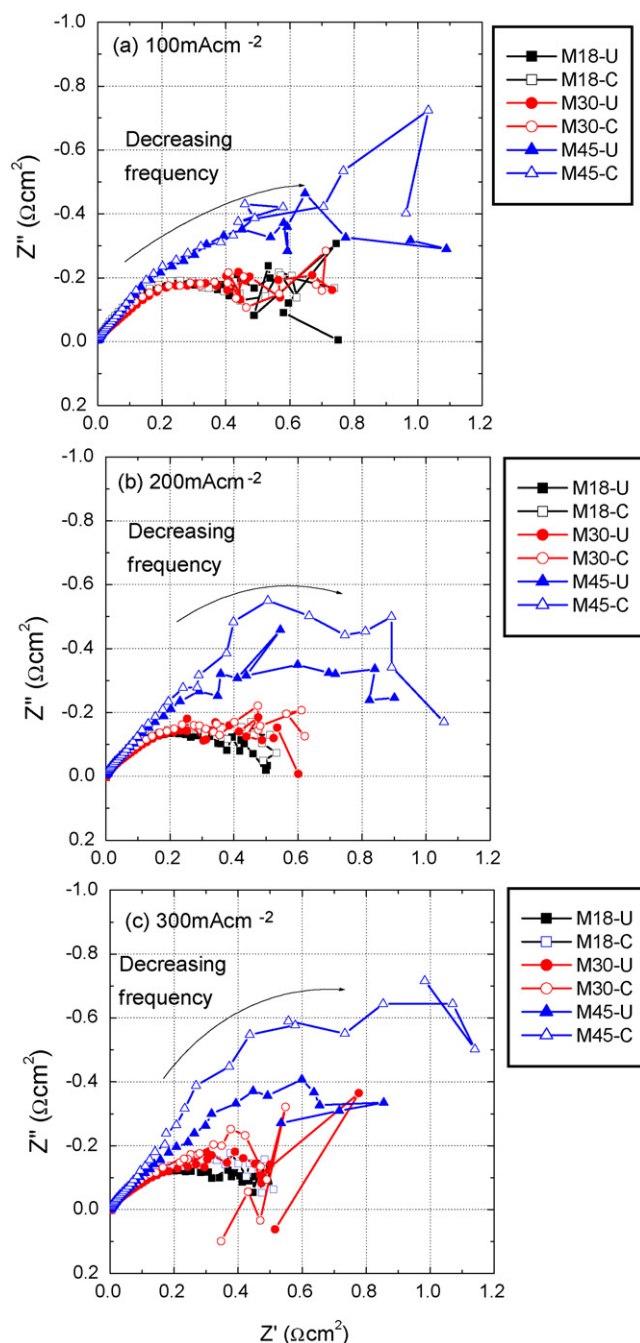 -1.0
(a) 100mAcm -2
-0.8
Decreasing
-0.6
frequency
-0.4
-0.2
0.0
0.2
Z'' (Ωcm²)
0.0 0.2 0.4 0.6 0.8 1.0 1.2
M18-U
M18-C
M30-U
M30-C
M45-U
M45-C
-1.0
(b) 200mAcm -2
-0.8
Decreasing
frequency
-0.6
-0.4
-0.2
0.0
0.2
Z'' (Ωcm²)
0.0 0.2 0.4 0.6 0.8 1.0 1.2
M18-U
M18-C
M30-U
M30-C
M45-U
M45-C
-1.0
(c) 300mAcm -2
-0.8
Decreasing
frequency
-0.6
-0.4
-0.2
0.0
0.2
Z'' (Ωcm²)
0.0 0.2 0.4 0.6 0.8 1.0 1.2
Z' (Ωcm²)
M18-U
M18-C
M30-U
M30-C
M45-U
M45-C